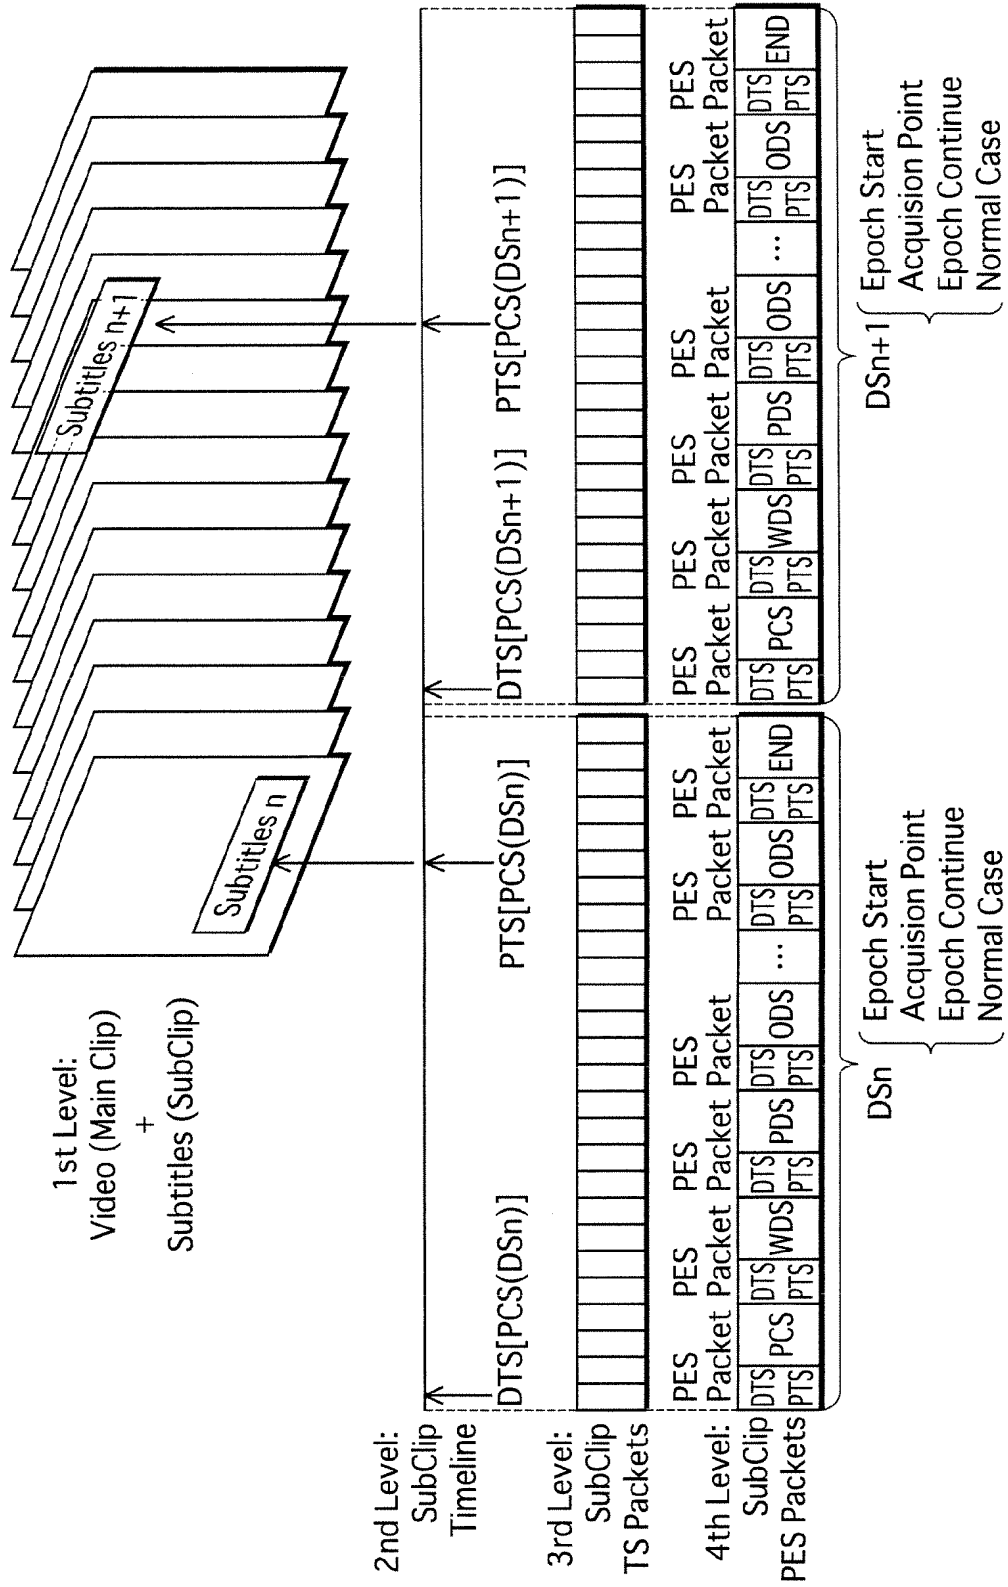 1st Level:
Video (Main Clip)
+
Subtitles (SubClip)
Subtitles n
Subtitles n+1
2nd Level:
SubClip
Timeline
DTS[PCS(DSn)]
PTS[PCS(DSn)]
DTS[PCS(DSn+1)]
PTS[PCS(DSn+1)]
3rd Level:
SubClip
TS Packets
4th Level:
SubClip
PES Packets
PES
Packet
PES
Packet
PES
Packet
PES
Packet
PES
Packet
PES
Packet
PES
Packet
PES
Packet
PES
Packet
PES
Packet
PES
Packet
PES
Packet
DTS
PTS
PCS
DTS
PTS
WDS
DTS
PTS
PDS
DTS
PTS
ODS
...
DTS
PTS
ODS
DTS
PTS
END
DTS
PTS
PCS
DTS
PTS
WDS
DTS
PTS
PDS
DTS
PTS
ODS
...
DTS
PTS
ODS
DTS
PTS
END
DSn
Epoch Start
Acquision Point
Epoch Continue
Normal Case
DSn+1
Epoch Start
Acquision Point
Epoch Continue
Normal Case